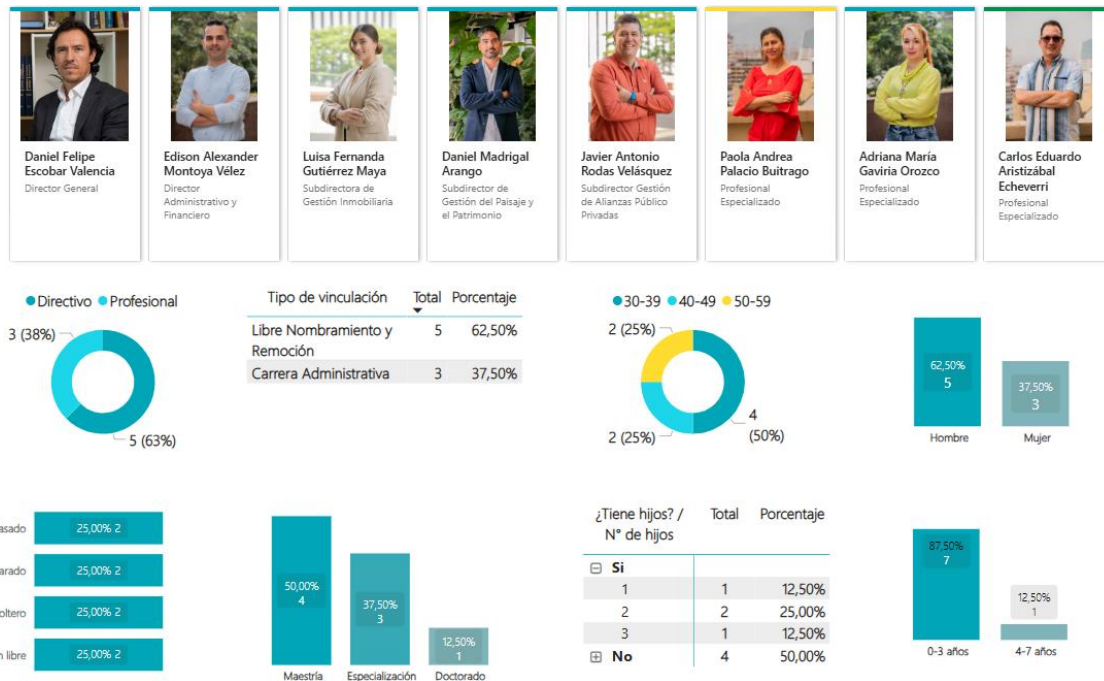 Daniel Felipe
Escobar Valencia
Director General
Edison Alexander
Montoya Vélez
Director
Administrativo y
Financiero
Luisa Fernanda
Gutiérrez Maya
Subdirectora de
Gestión Inmobiliaria
Daniel Madrigal
Arango
Subdirector de
Gestión del Paisaje y
el Patrimonio
Javier Antonio
Rodas Velásquez
Subdirector Gestión
de Alianzas Público
Privadas
Paola Andrea
Palacio Buitrago
Profesional
Especializado
Adriana María
Gaviria Orozco
Profesional
Especializado
Carlos Eduardo
Aristizábal
Echeverri
Profesional
Especializado
Directivo Profesional
3 (38%)
5 (63%)
Tipo de vinculación Total Porcentaje
Libre Nombramiento y
Remoción 5 62,50%
Carrera Administrativa 3 37,50%
30-39 40-49 50-59
2 (25%)
2 (25%)
4
(50%)
62,50%
5
37,50%
3
Hombre Mujer
asado 25,00% 2
arado 25,00% 2
oltero 25,00% 2
n libre 25,00% 2
50,00%
4
37,50%
3
12,50%
1
Maestría Especialización Doctorado
¿Tiene hijos? /
N° de hijos Total Porcentaje
Si
1 1 12,50%
2 2 25,00%
3 1 12,50%
No 4 50,00%
87,50%
7
12,50%
1
0-3 años 4-7 años